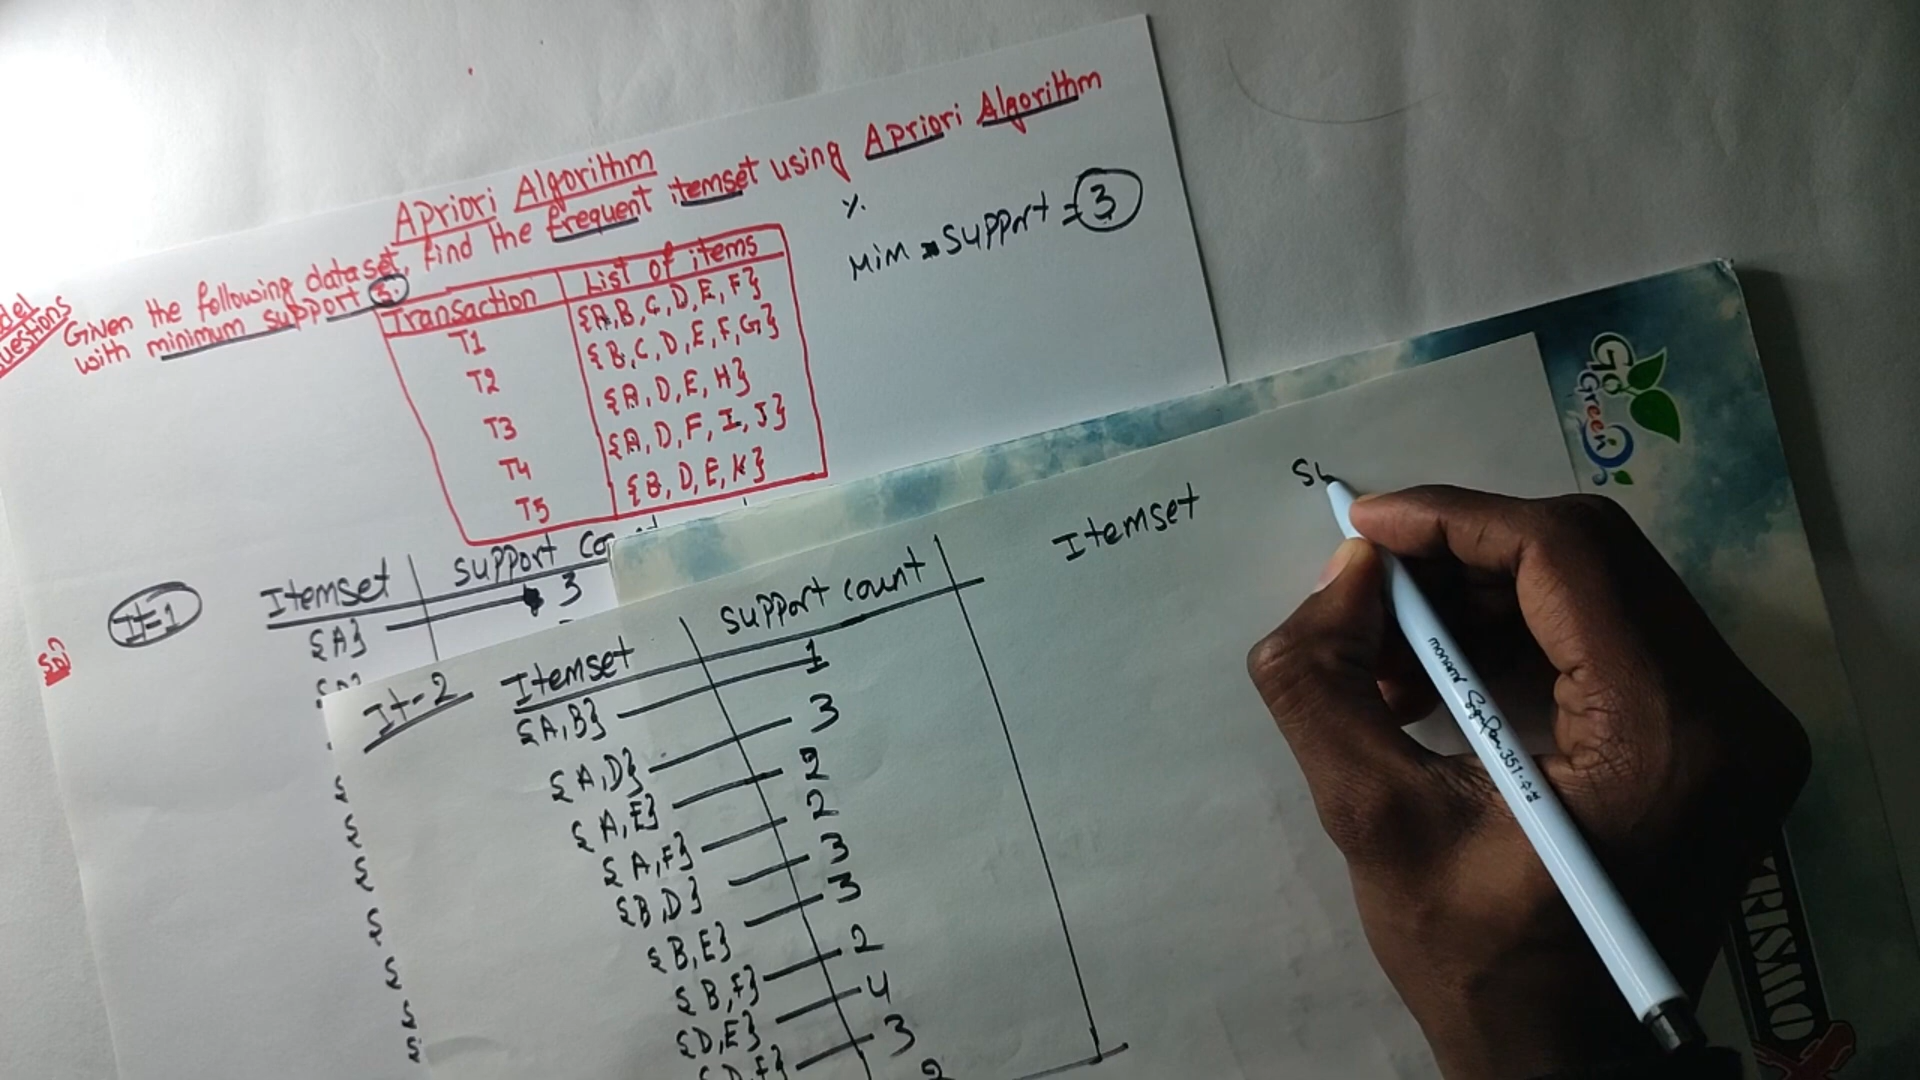 Apriori Algorithm
Given the following dataset, find the frequent itemset using Apriori Algorithm
with minimum support 3.
Transaction List of items
T1 {A,B,C,D,E,F}
T2 {B,C,D,E,F,G}
T3 {A,D,E,H}
T4 {A,D,F,I,J}
T5 {B,D,E,K}
Min support = 3
It=1
Itemset support
{A} 3
It-2
Itemset support count
{A,B} 1
{A,D} 3
{A,E} 2
{A,F} 2
{B,D} 3
{B,E} 3
{B,F} 2
{D,E} 4
{D,F} 3
2
Itemset Su
Go Green